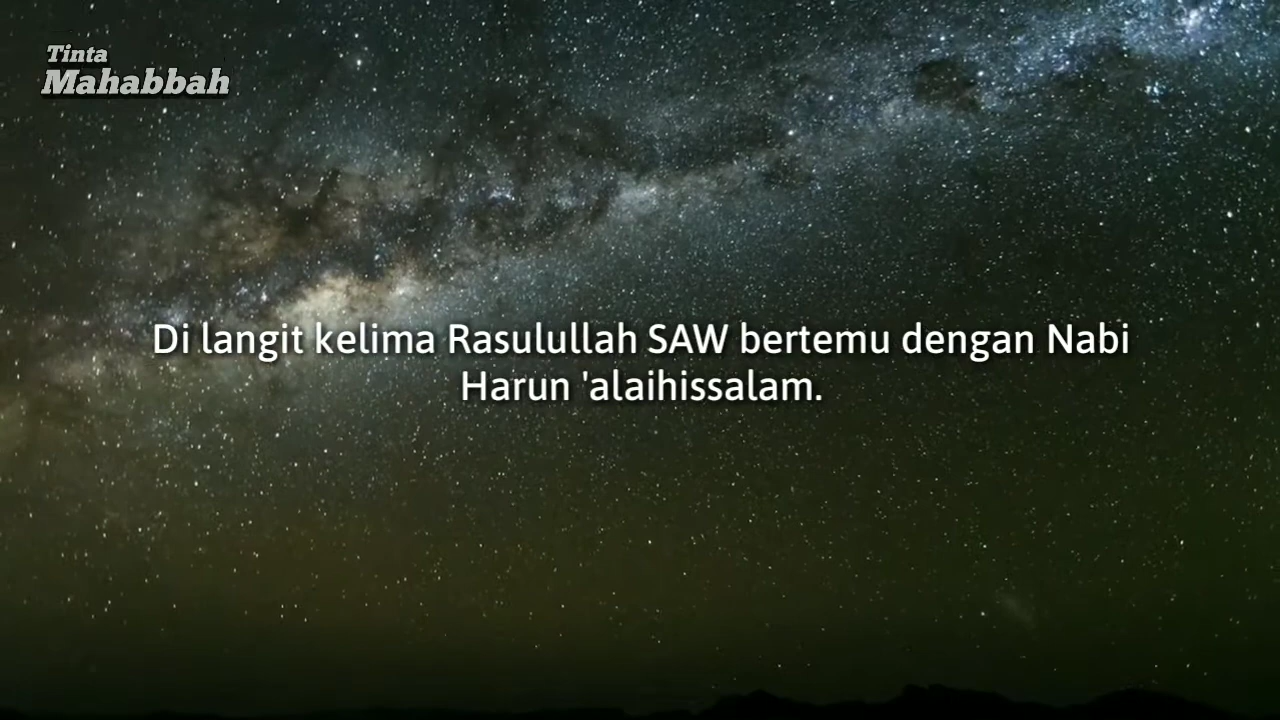 Tinta
Mahabbah
Di langit kelima Rasulullah SAW bertemu dengan Nabi
Harun 'alaihissalam.